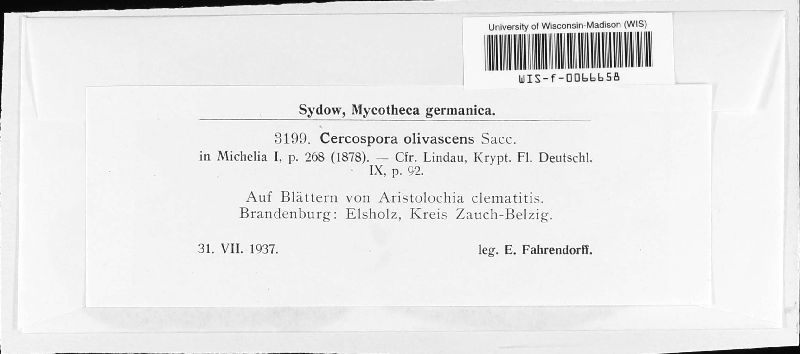 University of Wisconsin-Madison (WIS)
WIS-f-0066658
Sydow, Mycotheca germanica.
3199. Cercospora olivascens Sacc.
in Michelia I, p. 268 (1878). — Cfr. Lindau, Krypt. Fl. Deutschl.
IX, p. 92.
Auf Blättern von Aristolochia clematitis.
Brandenburg: Elsholz, Kreis Zauch-Belzig.
31. VII. 1937. leg. E. Fahrendorff.